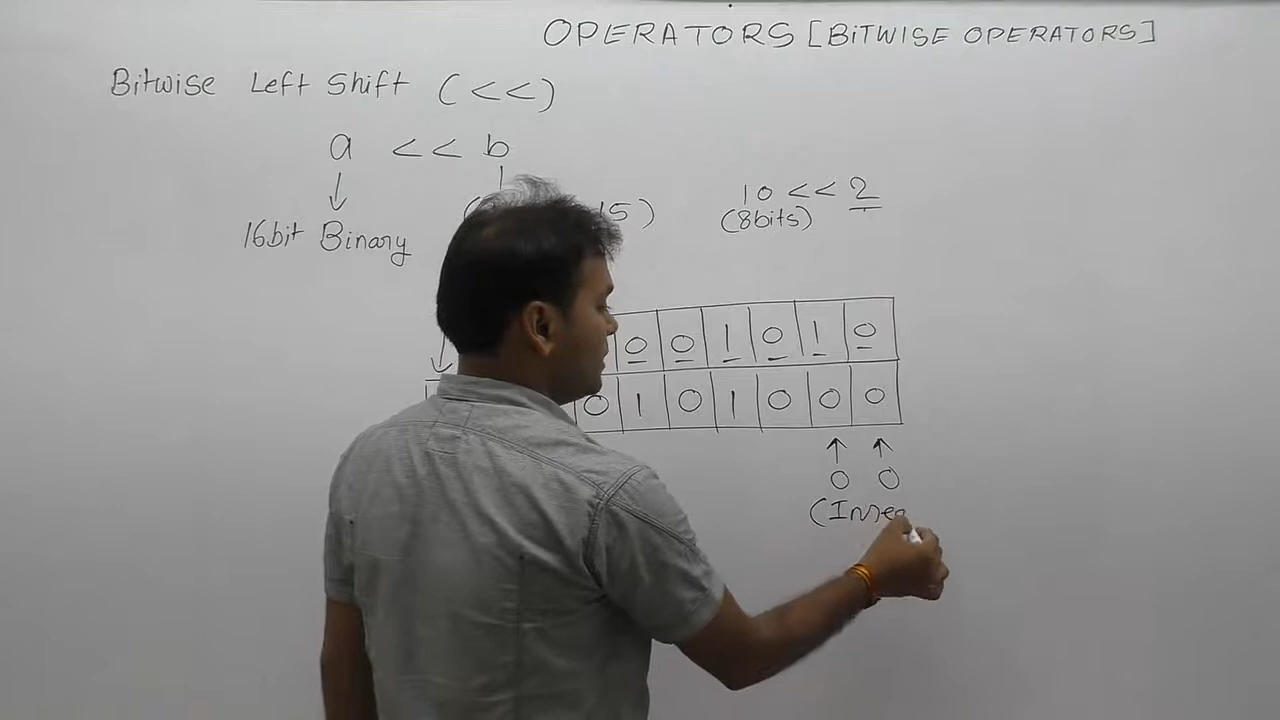 OPERATORS [BITWISE OPERATORS]
Bitwise Left Shift (<<)
a << b
10 << 2
15)
(8bits)
16bit Binary
0 0 1 0 1 0
0 1 0 1 0 0 0
0 0
(Inse